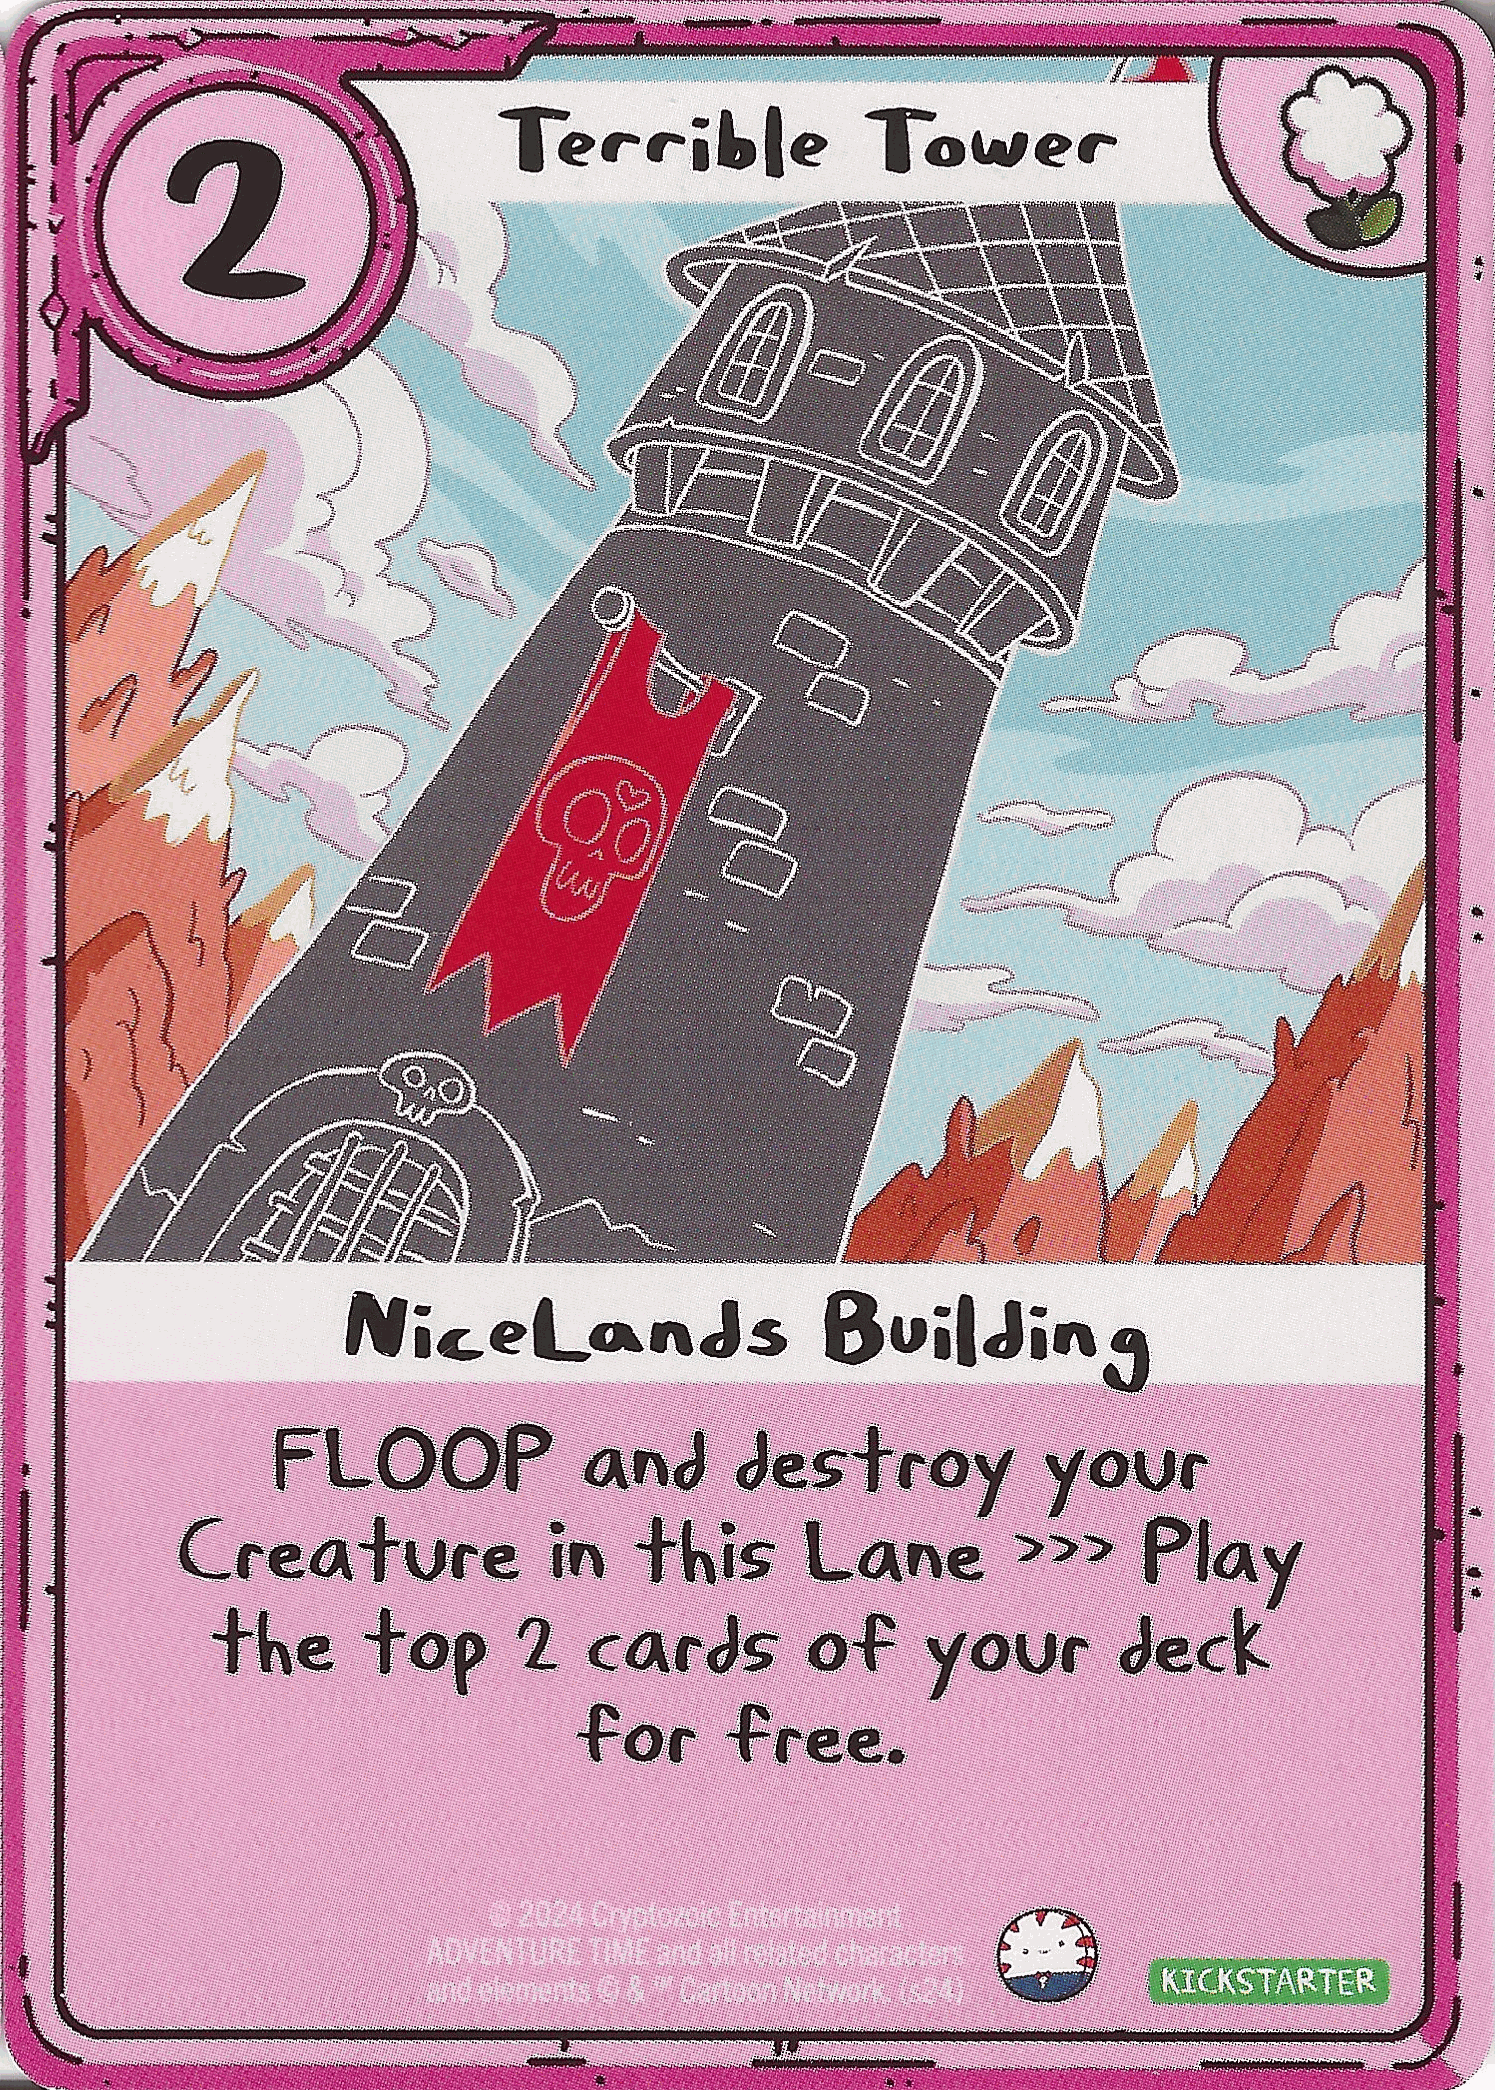 2
Terrible Tower
NiceLands Building
FLOOP and destroy your
Creature in this Lane >>> Play
the top 2 cards of your deck
for free.
© 2024 Cryptozoic Entertainment.
ADVENTURE TIME and all related characters
and elements © & ™ Cartoon Network. (s24)
KICKSTARTER